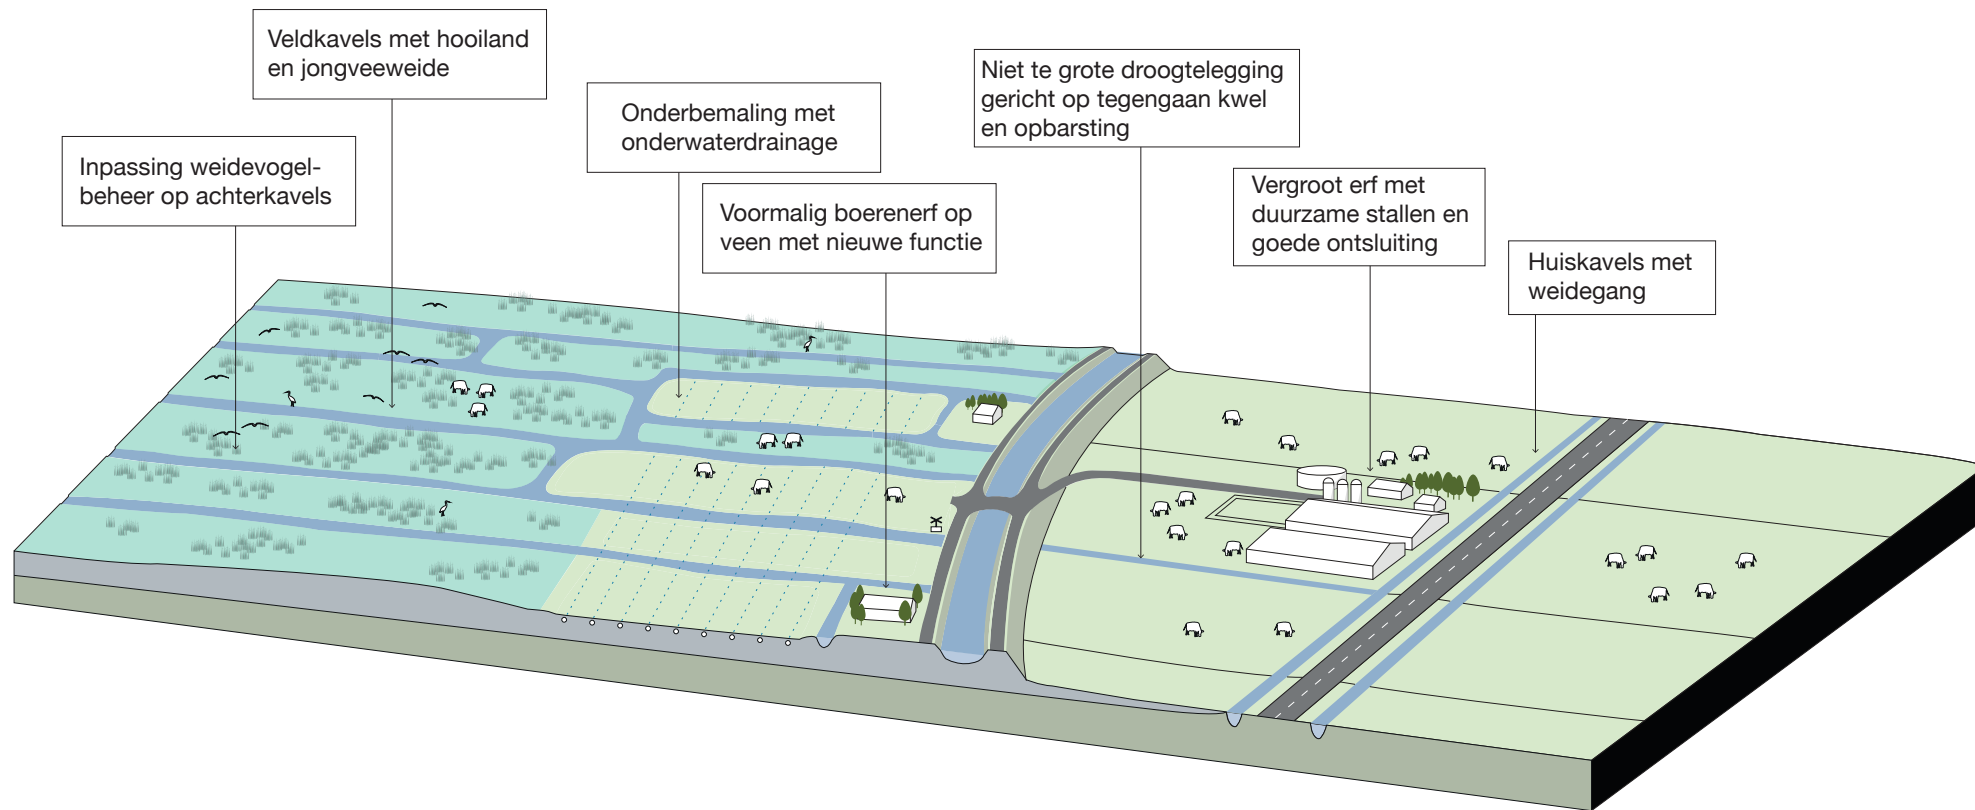 Veldkavels met hooiland
en jongveeweide
Inpassing weidevogel-
beheer op achterkavels
Onderbemaling met
onderwaterdrainage
Voormalig boerenerf op
veen met nieuwe functie
Niet te grote droogtelegging
gericht op tegengaan kwel
en opbarsting
Vergroot erf met
duurzame stallen en
goede ontsluiting
Huiskavels met
weidegang